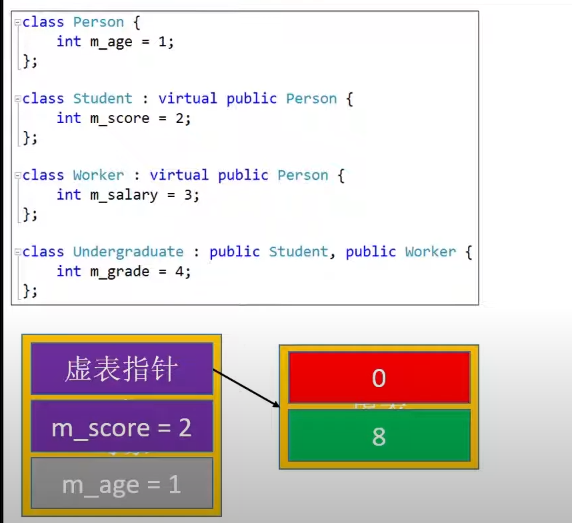 class Person {
int m_age = 1;
};
class Student : virtual public Person {
int m_score = 2;
};
class Worker : virtual public Person {
int m_salary = 3;
};
class Undergraduate : public Student, public Worker {
int m_grade = 4;
};
虚表指针
m_score = 2
m_age = 1
0
8